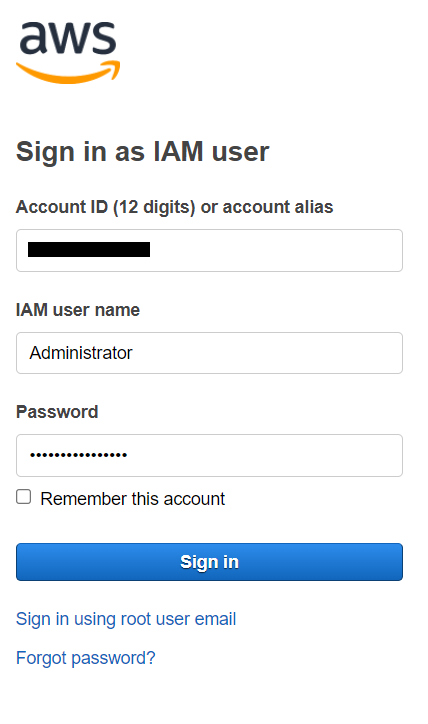 aws
Sign in as IAM user
Account ID (12 digits) or account alias
IAM user name
Administrator
Password
••••••••••••••••
Remember this account
Sign in
Sign in using root user email
Forgot password?